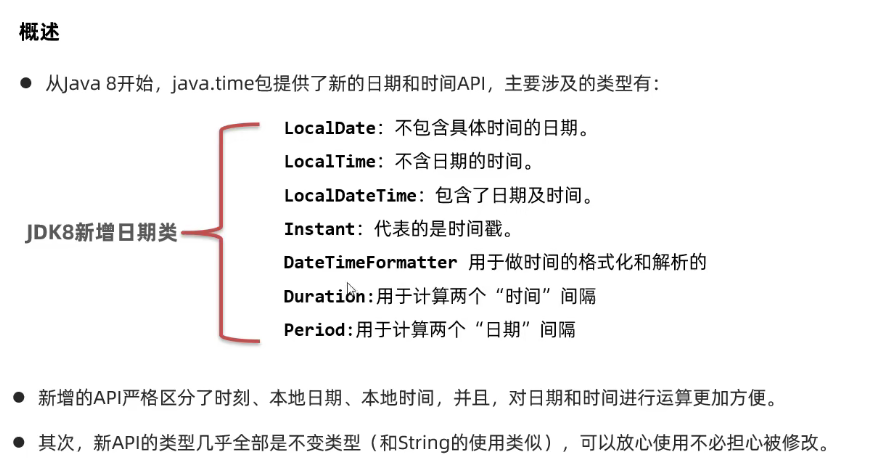 概述
● 从Java 8开始，java.time包提供了新的日期和时间API，主要涉及的类型有：
LocalDate：不包含具体时间的日期。
LocalTime：不含日期的时间。
LocalDateTime：包含了日期及时间。
JDK8新增日期类
Instant：代表的是时间戳。
DateTimeFormatter 用于做时间的格式化和解析的
Duration:用于计算两个“时间”间隔
Period:用于计算两个“日期”间隔
● 新增的API严格区分了时刻、本地日期、本地时间，并且，对日期和时间进行运算更加方便。
● 其次，新API的类型几乎全部是不变类型（和String的使用类似），可以放心使用不必担心被修改。